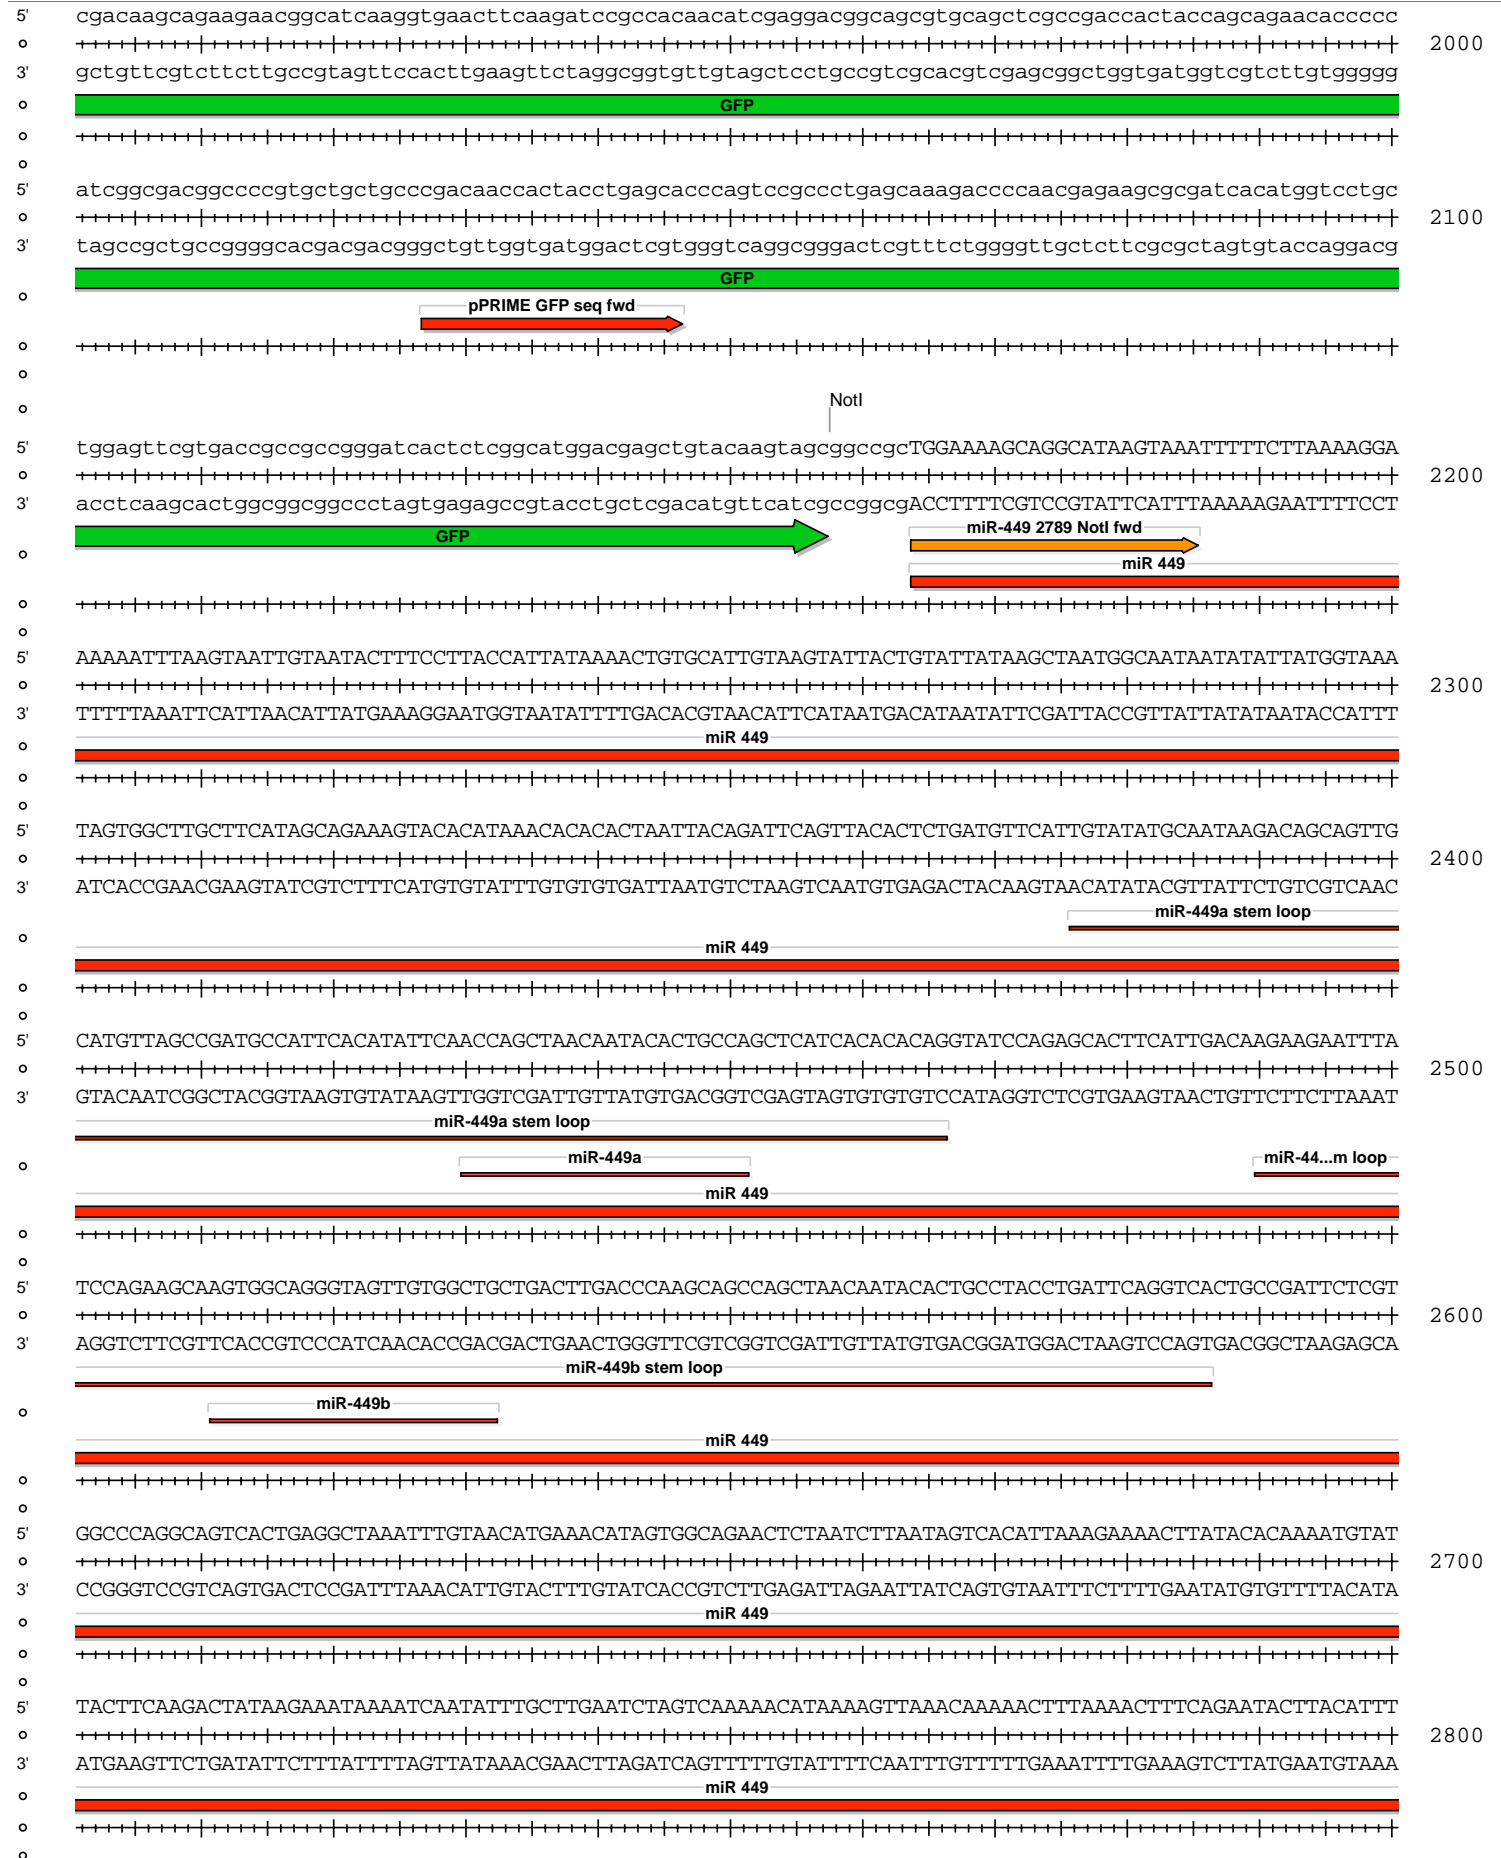 5' cgacaagcagaagaacggcatcaaggtgaacttcaagatccgccacaacatcgaggacggcagcgtgcagctcgccgaccactaccagcagaacaccccc
2000
3' gctgttcgtcttcttgccgtagttccacttgaagttctaggcggtgttgtagctcctgccgtcgcacgtcgagcggctggtgatggtcgtcttgtggggg
GFP
5' atcggcgacggccccgtgctgctgcccgacaaccactacctgagcacccagtccgccctgagcaaagaccccaacgagaagcgcgatcacatggtcctgc
2100
3' tagccgctgccggggcacgacgacgggctgttggtgatggactcgtgggtcaggcgggactcgtttctggggttgctcttcgcgctagtgtaccaggacg
GFP
pPRIME GFP seq fwd
NotI
5' tggagttcgtgaccgccgccgggatcactctcggcatggacgagctgtacaagtagcggccgcTGGAAAAGCAGGCATAAGTAAATTTTTCTTAAAAGGA
2200
3' acctcaagcactggcggcggccctagtgagagccgtacctgctcgacatgttcatcgccggcgACCTTTTCGTCCGTATTCATTTAAAAAGAATTTTCCT
miR-449 2789 NotI fwd
GFP
miR 449
5' AAAAATTTAAGTAATTGTAATACTTTCCTTACCATTATAAAACTGTGCATTGTAAGTATTACTGTATTATAAGCTAATGGCAATAATATATTATGGTAAA
2300
3' TTTTTAAATTCATTAACATTATGAAAGGAATGGTAATATTTTGACACGTAACATTCATAATGACATAATATTCGATTACCGTTATTATATAATACCATTT
miR 449
5' TAGTGGCTTGCTTCATAGCAGAAAGTACACATAAACACACACTAATTACAGATTCAGTTACACTCTGATGTTCATTGTATATGCAATAAGACAGCAGTTG
2400
3' ATCACCGAACGAAGTATCGTCTTTCATGTGTATTTGTGTGTGATTAATGTCTAAGTCAATGTGAGACTACAAGTAACATATACGTTATTCTGTCGTCAAC
miR-449a stem loop
miR 449
5' CATGTTAGCCGATGCCATTCACATATTCAACCAGCTAACAATACACTGCCAGCTCATCACACACAGGTATCCAGAGCACTTCATTGACAAGAAGAATTTA
2500
3' GTACAATCGGCTACGGTAAGTGTATAAGTTGGTCGATTGTTATGTGACGGTCGAGTAGTGTGTGTCCATAGGTCTCGTGAAGTAACTGTTCTTCTTAAAT
miR-449a stem loop
miR-449a
miR-44...m loop
miR 449
5' TCCAGAAGCAAGTGGCAGGGTAGTTGTGGCTGCTGACTTGACCCAAGCAGCCAGCTAACAATACACTGCCTACCTGATTCAGGTCACTGCCGATTCTCGT
2600
3' AGGTCTTCGTTCACCGTCCCATCAACACCGACGACTGAACTGGGTTCGTCGGTCGATTGTTATGTGACGGATGGACTAAGTCCAGTGACGGCTAAGAGCA
miR-449b stem loop
miR-449b
miR 449
5' GGCCCAGGCAGTCACTGAGGCTAAATTTGTAACATGAAACATAGTGGCAGAACTCTAATCTTAATAGTCACATTAAAGAAAACTTATACACAAAATGTAT
2700
3' CCGGGTCCGTCAGTGACTCCGATTTAAACATTGTACTTTGTATCACCGTCTTGAGATTAGAATTATCAGTGTAATTTCTTTTGAATATGTGTTTTACATA
miR 449
5' TACTTCAAGACTATAAGAAATAAAATCAATATTTGCTTGAATCTAGTCAAAAACATAAAAGTTAAACAAAAACTTTAAAACTTTCAGAATACTTACATTT
2800
3' ATGAAGTTCTGATATTCTTTATTTTAGTTATAAACGAACTTAGATCAGTTTTTGTATTTTCAATTTGTTTTTGAAATTTTGAAAGTCTTATGAATGTAAA
miR 449